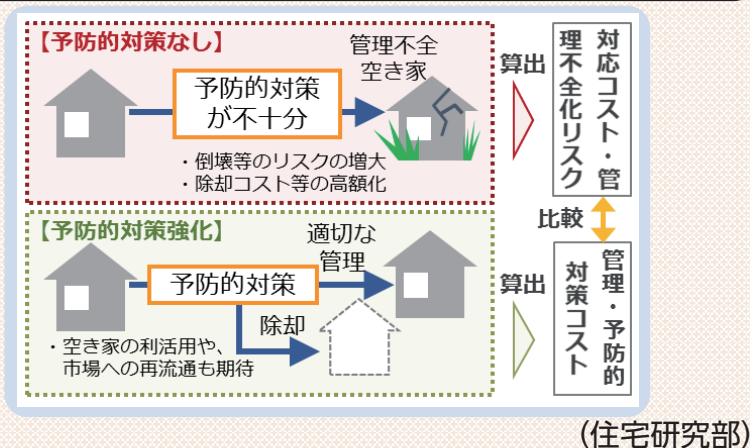 【予防的対策なし】
管理不全
空き家
予防的対策
が不十分
・倒壊等のリスクの増大
・除却コスト等の高額化
算出
対応コスト・管
理不全化リスク
比較
【予防的対策強化】
適切な
管理
予防的対策
除却
・空き家の利活用や、
市場への再流通も期待
算出
管理・予防的
対策コスト
(住宅研究部)